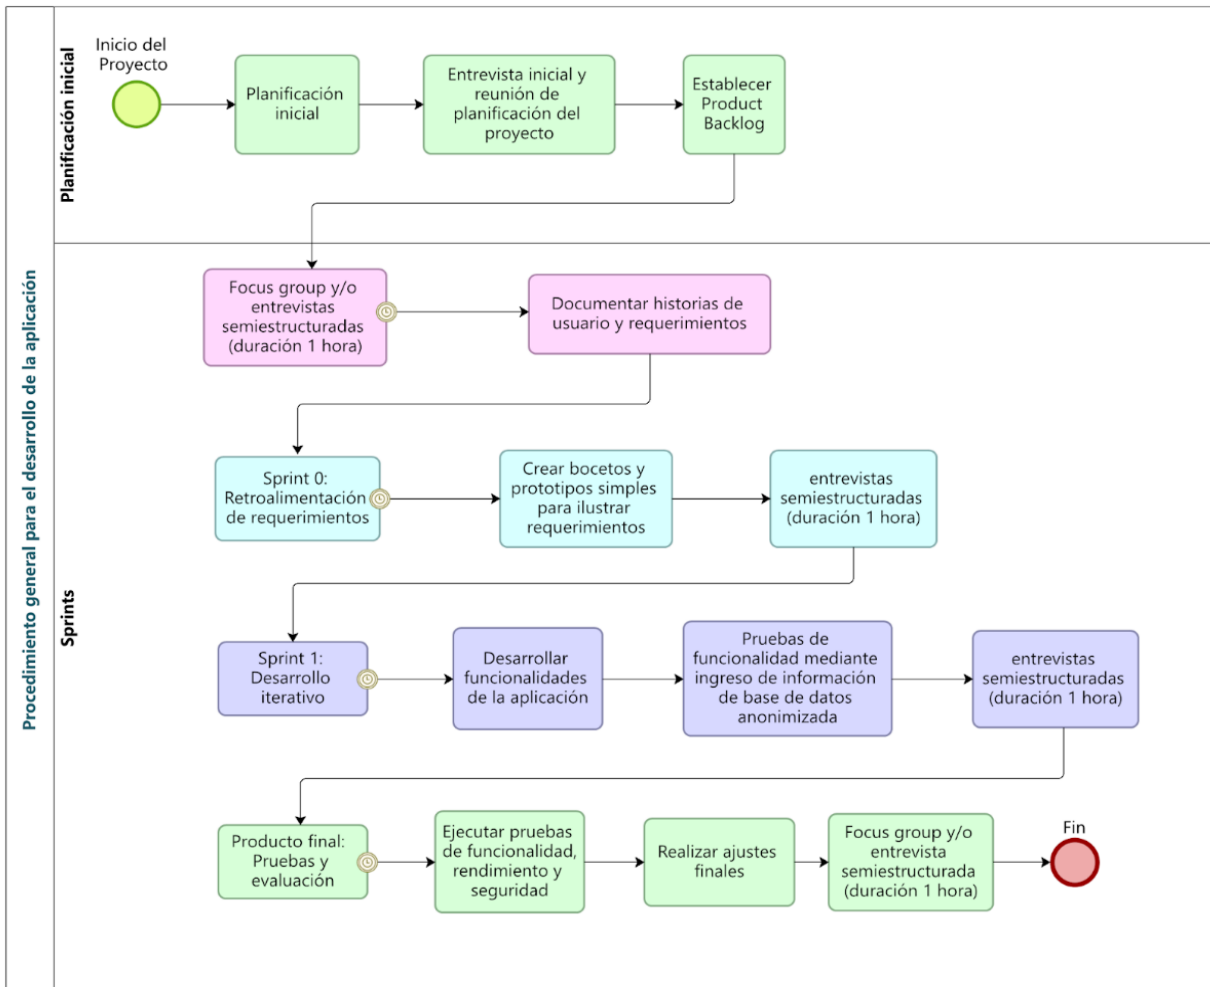 Procedimiento general para el desarrollo de la aplicación
Planificación inicial
Inicio del
Proyecto
Planificación
inicial
Entrevista inicial y
reunión de
planificación del
proyecto
Establecer
Product
Backlog
Sprints
Focus group y/o
entrevistas
semiestructuradas
(duración 1 hora)
Documentar historias de
usuario y requerimientos
Sprint 0:
Retroalimentación
de requerimientos
Crear bocetos y
prototipos simples
para ilustrar
requerimientos
entrevistas
semiestructuradas
(duración 1 hora)
Sprint 1:
Desarrollo
iterativo
Desarrollar
funcionalidades
de la aplicación
Pruebas de
funcionalidad mediante
ingreso de información
de base de datos
anonimizada
entrevistas
semiestructuradas
(duración 1 hora)
Producto final:
Pruebas y
evaluación
Ejecutar pruebas
de funcionalidad,
rendimiento y
seguridad
Realizar ajustes
finales
Focus group y/o
entrevista
semiestructurada
(duración 1 hora)
Fin